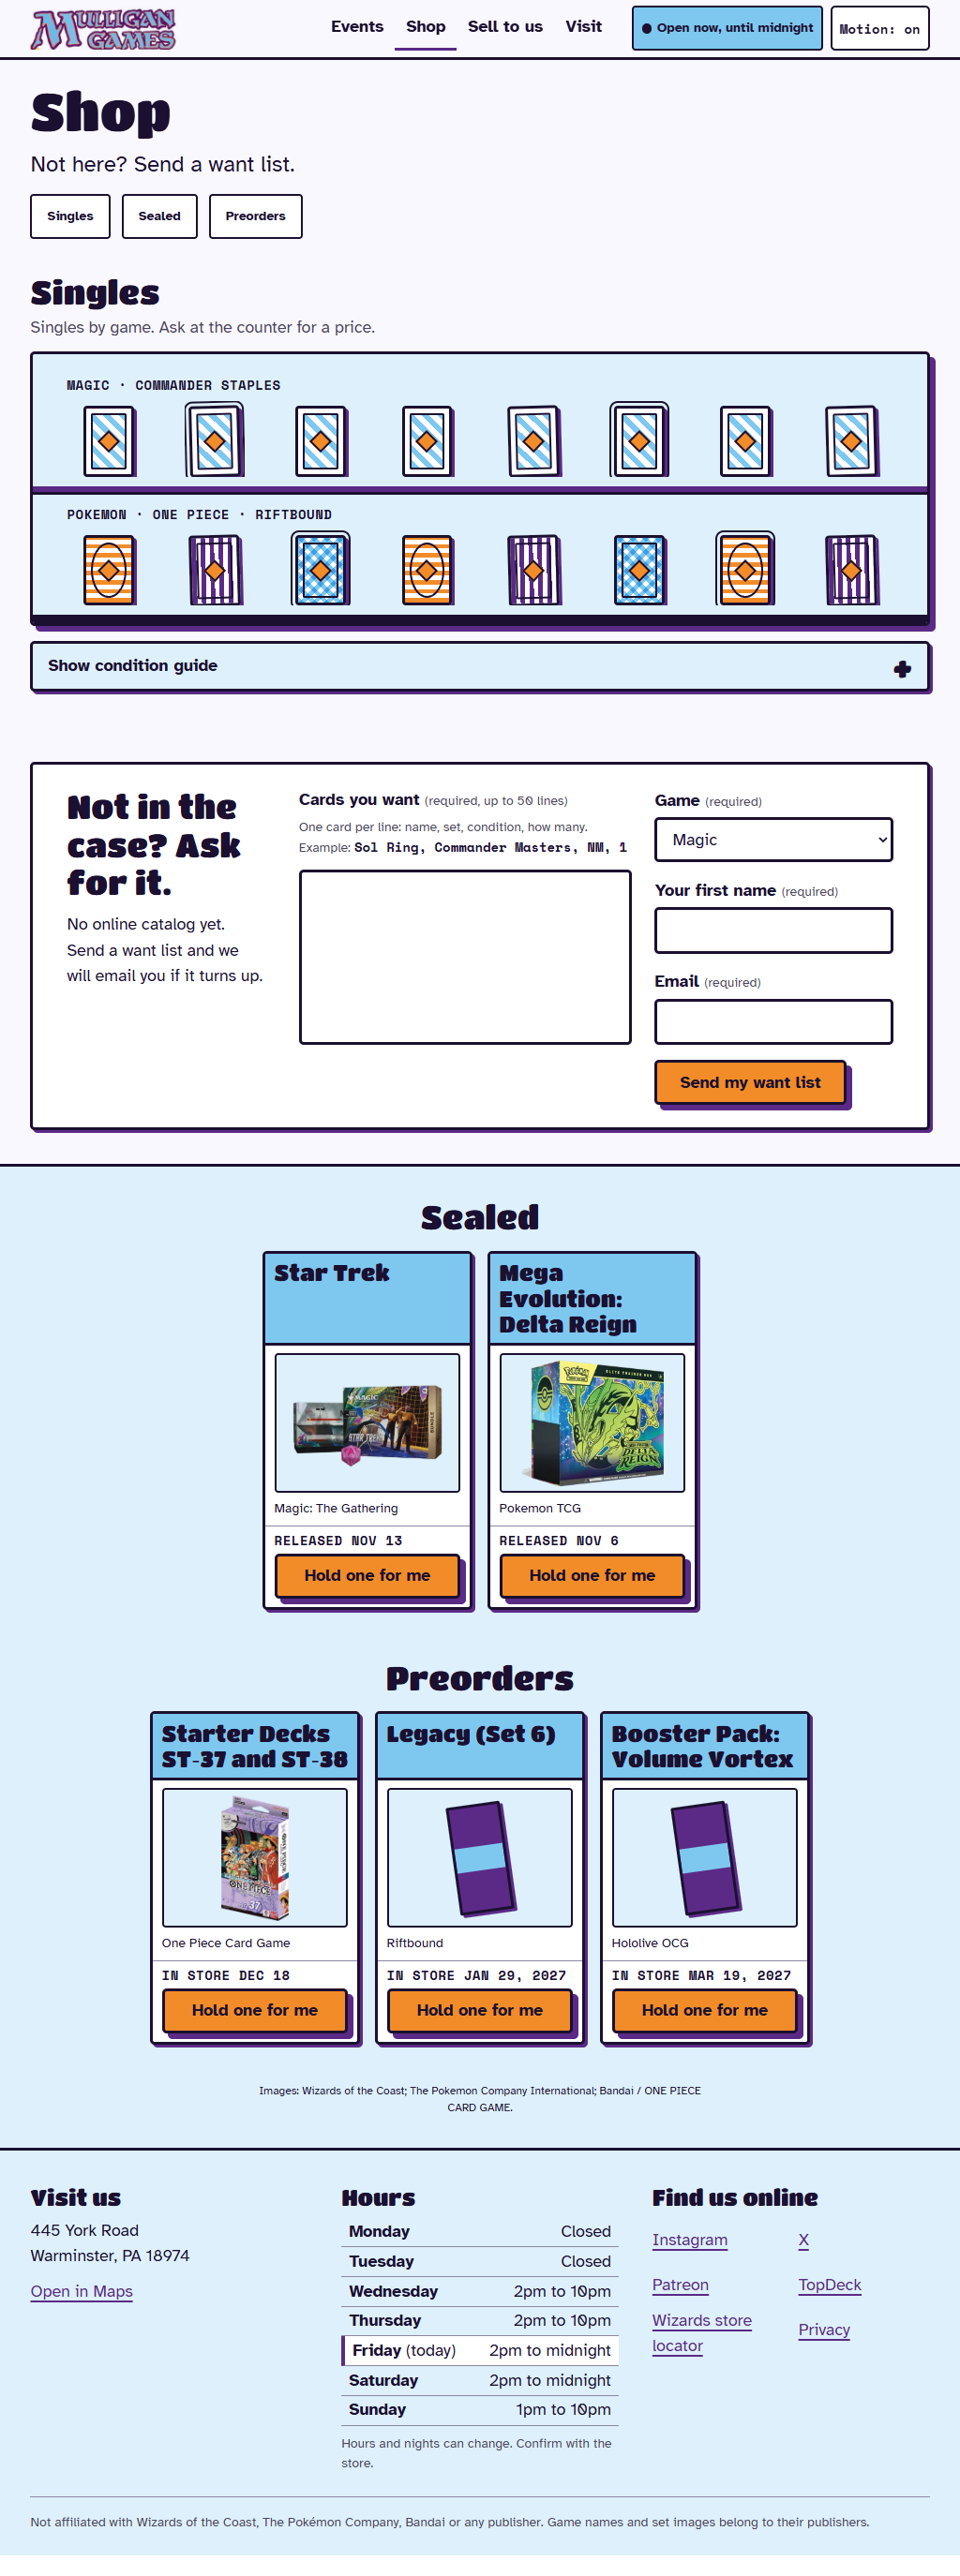 MULLIGAN GAMES
Events
Shop
Sell to us
Visit
Open now, until midnight
Motion: on
Shop
Not here? Send a want list.
Singles
Sealed
Preorders
Singles
Singles by game. Ask at the counter for a price.
MAGIC · COMMANDER STAPLES
POKEMON · ONE PIECE · RIFTBOUND
Show condition guide
Not in the
case? Ask
for it.
No online catalog yet.
Send a want list and we
will email you if it turns up.
Cards you want (required, up to 50 lines)
One card per line: name, set, condition, how many.
Example: Sol Ring, Commander Masters, NM, 1
Game (required)
Magic
Your first name (required)
Email (required)
Send my want list
Sealed
Star Trek
MAGIC
STAR TREK
BUNDLE
Magic: The Gathering
RELEASED NOV 13
Hold one for me
Mega
Evolution:
Delta Reign
Pokémon
ELITE TRAINER BOX
DELTA
REIGN
Pokemon TCG
RELEASED NOV 6
Hold one for me
Preorders
Starter Decks
ST-37 and ST-38
ONE PIECE
37
One Piece Card Game
IN STORE DEC 18
Hold one for me
Legacy (Set 6)
Riftbound
IN STORE JAN 29, 2027
Hold one for me
Booster Pack:
Volume Vortex
Hololive OCG
IN STORE MAR 19, 2027
Hold one for me
Images: Wizards of the Coast; The Pokemon Company International; Bandai / ONE PIECE
CARD GAME.
Visit us
445 York Road
Warminster, PA 18974
Open in Maps
Hours
Monday Closed
Tuesday Closed
Wednesday 2pm to 10pm
Thursday 2pm to 10pm
Friday (today) 2pm to midnight
Saturday 2pm to midnight
Sunday 1pm to 10pm
Hours and nights can change. Confirm with the
store.
Find us online
Instagram
X
Patreon
TopDeck
Wizards store
locator
Privacy
Not affiliated with Wizards of the Coast, The Pokémon Company, Bandai or any publisher. Game names and set images belong to their publishers.